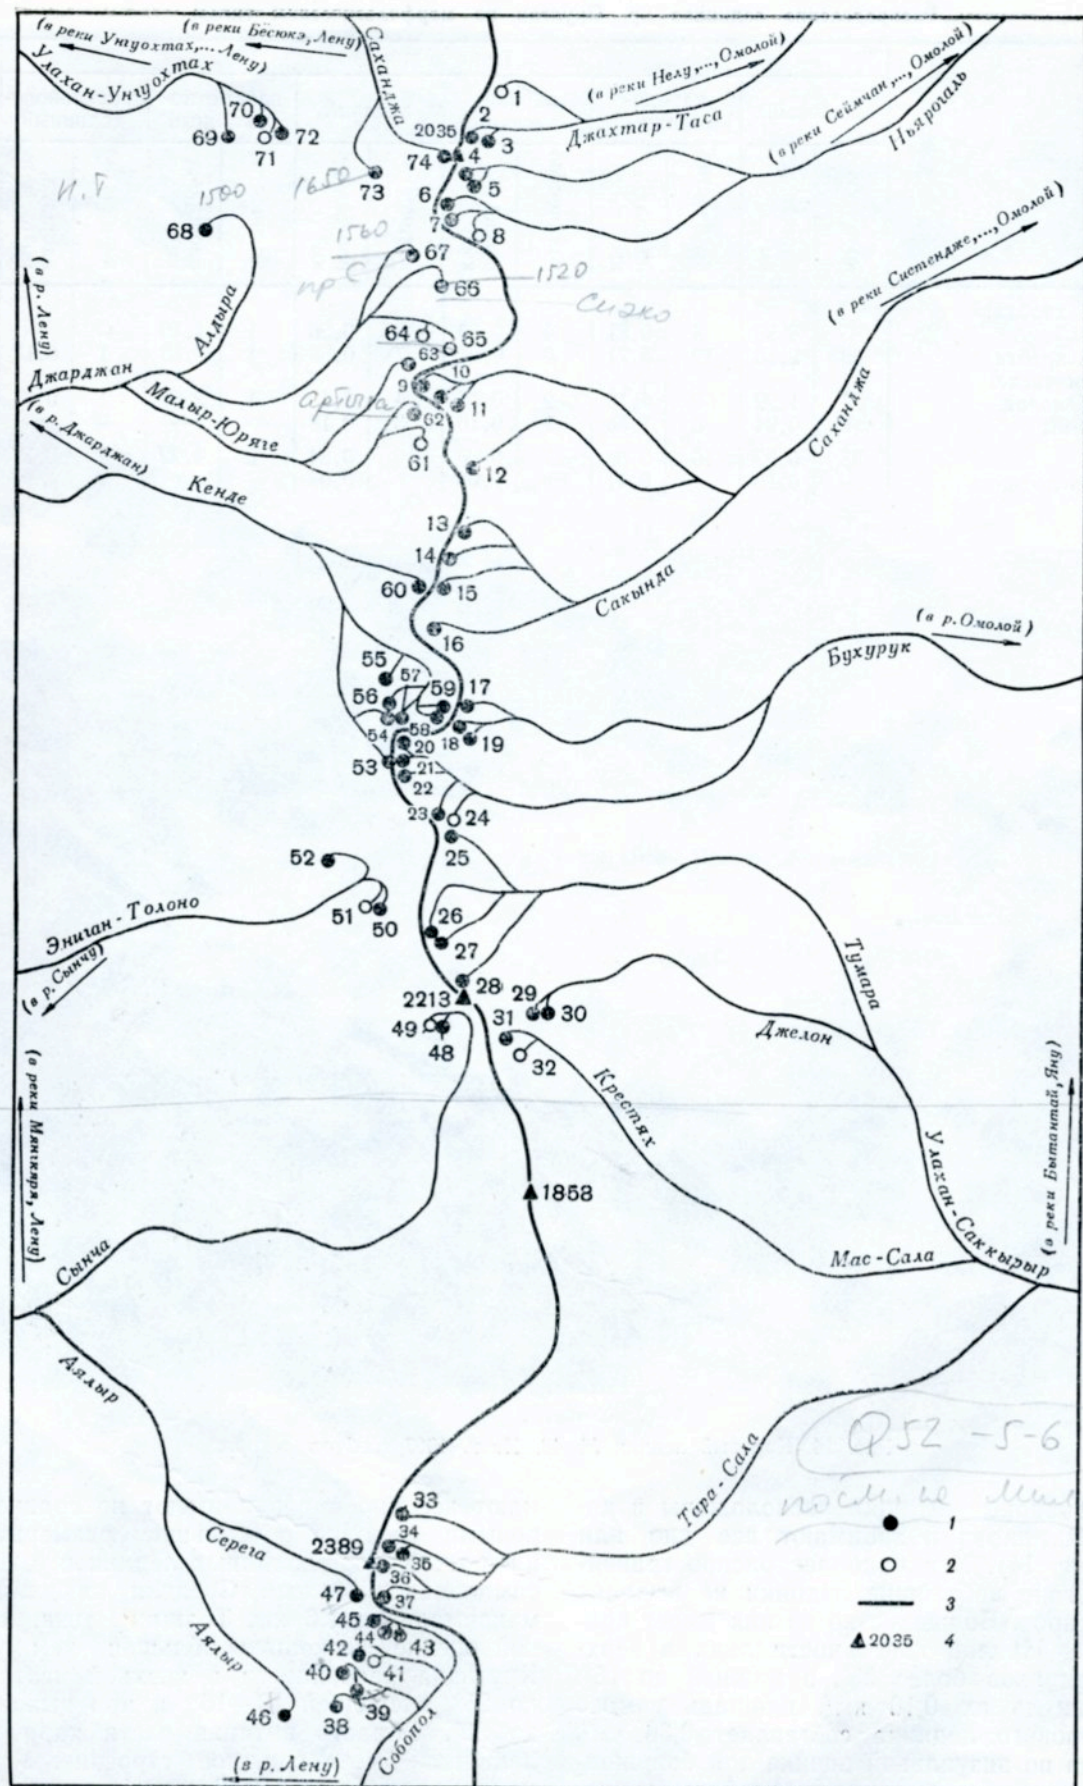 (в реки Унгуохтах,... Лену)
(в реки Бёсюкэ, Лену)
Улахан-Унгуохтах
Саханджа
1
(в реки Нелу,..., Омолой)
(в реки Сеймчан,..., Омолой)
Ньярогаль
2
Джахтар-Таса
70
69
71
72
2035
3
74
4
73
5
И.Г
1500
1650
6
7
8
68
1560
67
пр С
66
1520
(в реки Систендже,..., Омолой)
(в р. Лену)
Алдыра
64
65
63
10
Джарджан
9
11
Малыр-Юряге
62
61
12
Саханджа
(в р. Джарджан)
Кенде
13
14
60
15
Сакында
16
(в р. Омолой)
Бухурук
55
57
56
59
17
54
58
18
19
20
53
21
22
23
24
25
52
51
50
Эниган-Толоно
26
27
Тумара
(в р. Сынчу)
28
29
2213
31
30
49
48
32
Джелон
Крестях
(в реки Мянкяря, Лену)
(в реки Бытантай, Яну)
Улахан-Саккырыр
1858
Мас-Сала
Сынча
Аялыр
Q52 -5-6
Тара-Сала
33
34
2389
35
36
Серега
47
37
45
44
43
42
41
40
39
38
46
Аялыр
Собопол
(в р. Лену)
1
2
3
2035 4